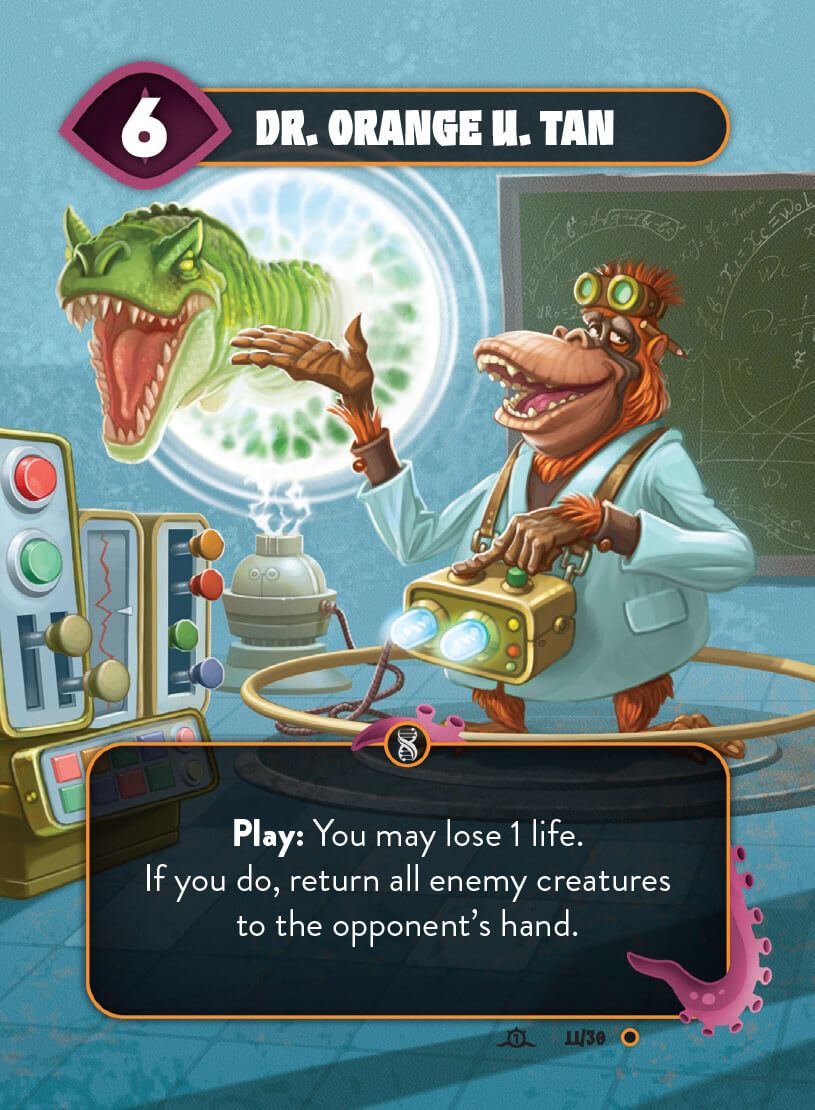 6
DR. ORANGE U. TAN
Play: You may lose 1 life.
If you do, return all enemy creatures
to the opponent's hand.
1
11/30